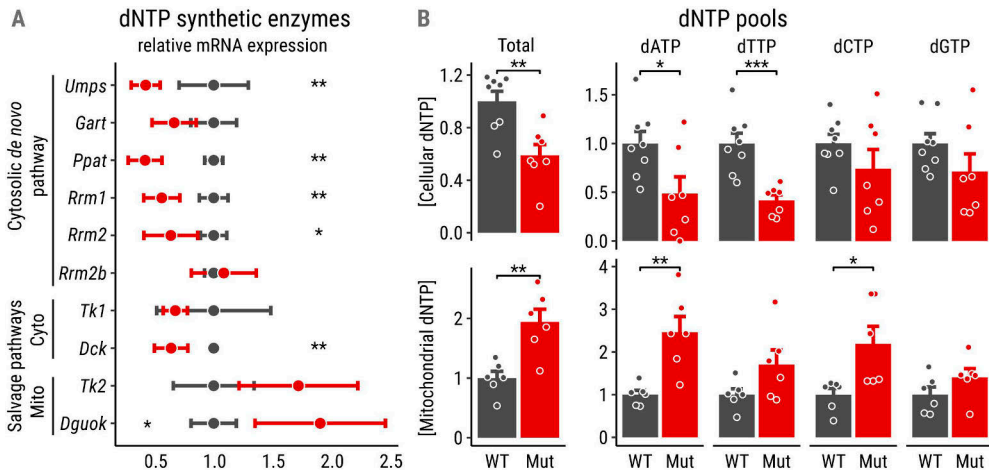 A
dNTP synthetic enzymes
relative mRNA expression
Cytosolic de novo
pathway
Umps
**
Gart
Ppat
**
Rrm1
**
Rrm2
*
Rrm2b
Salvage pathways
Cyto
Tk1
Dck
**
Mito
Tk2
Dguok
*
0.5 1.0 1.5 2.0 2.5
B
dNTP pools
Total dATP dTTP dCTP dGTP
[Cellular dNTP]
** * ***
1.2
0.8
0.4
0.0
1.5
1.0
0.5
0.0
[Mitochondrial dNTP]
** ** *
2
1
0
4
3
2
1
0
WT Mut WT Mut WT Mut WT Mut WT Mut